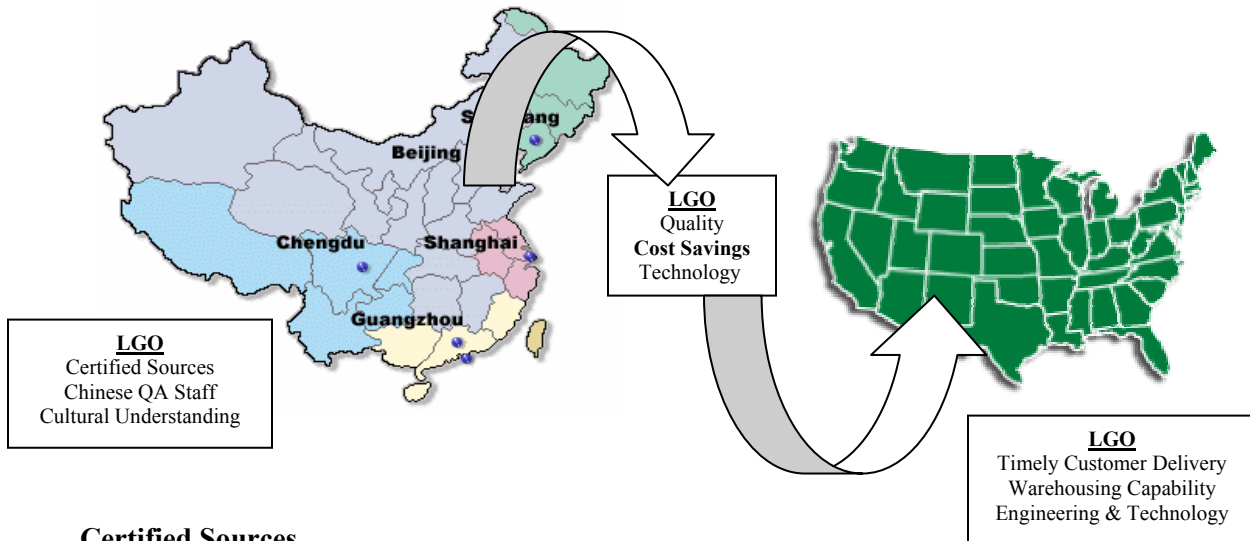 Beijing
Chengdu
Shanghai
Guangzhou
LGO
Certified Sources
Chinese QA Staff
Cultural Understanding
LGO
Quality
Cost Savings
Technology
LGO
Timely Customer Delivery
Warehousing Capability
Engineering & Technology
Certified Sources